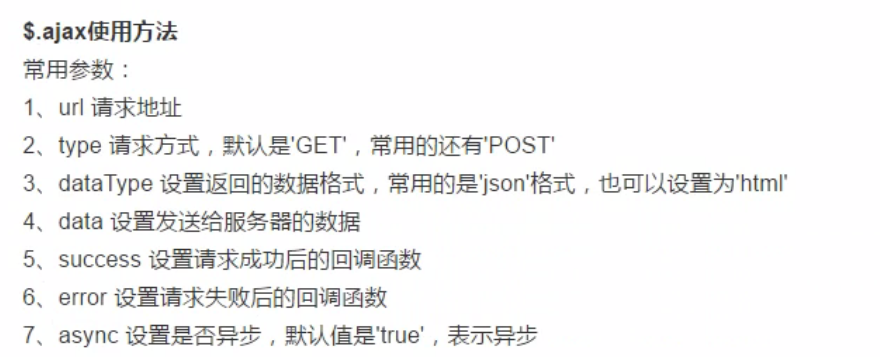 $.ajax使用方法
常用参数：
1、url 请求地址
2、type 请求方式，默认是'GET'，常用的还有'POST'
3、dataType 设置返回的数据格式，常用的是'json'格式，也可以设置为'html'
4、data 设置发送给服务器的数据
5、success 设置请求成功后的回调函数
6、error 设置请求失败后的回调函数
7、async 设置是否异步，默认值是'true'，表示异步